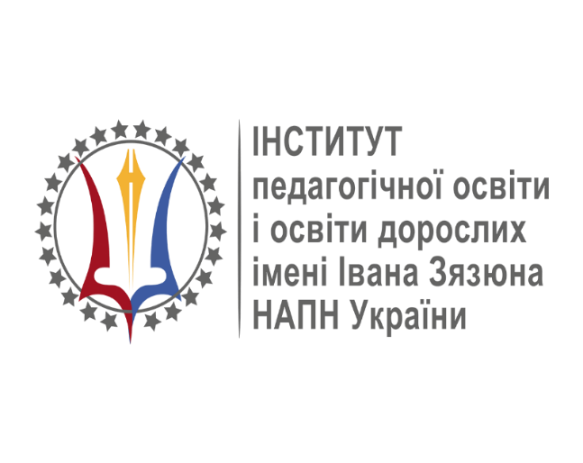 ІНСТИТУТ
педагогічної освіти
і освіти дорослих
імені Івана Зязюна
НАПН України